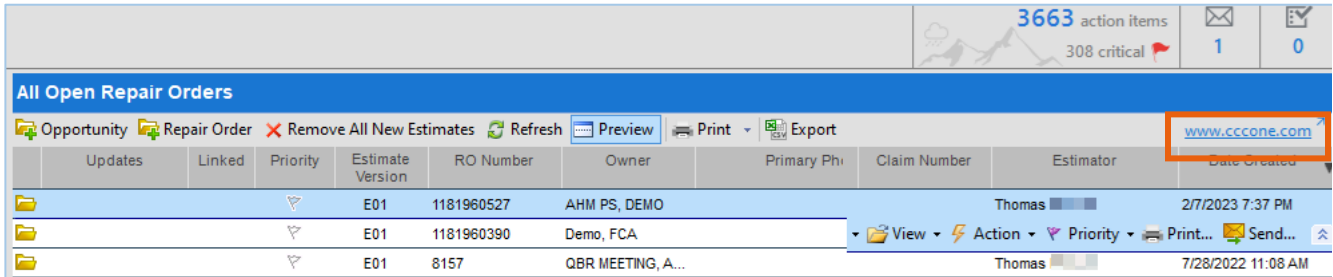 3663 action items
308 critical
1
0
All Open Repair Orders
Opportunity Repair Order Remove All New Estimates Refresh Preview Print Export www.cccone.com
Updates Linked Priority Estimate Version RO Number Owner Primary Claim Number Estimator Date Created
E01 1181960527 AHM PS, DEMO Thomas 2/7/2023 7:37 PM
E01 1181960390 Demo, FCA View Action Priority Print... Send...
E01 8157 QBR MEETING, A... Thomas 7/28/2022 11:08 AM